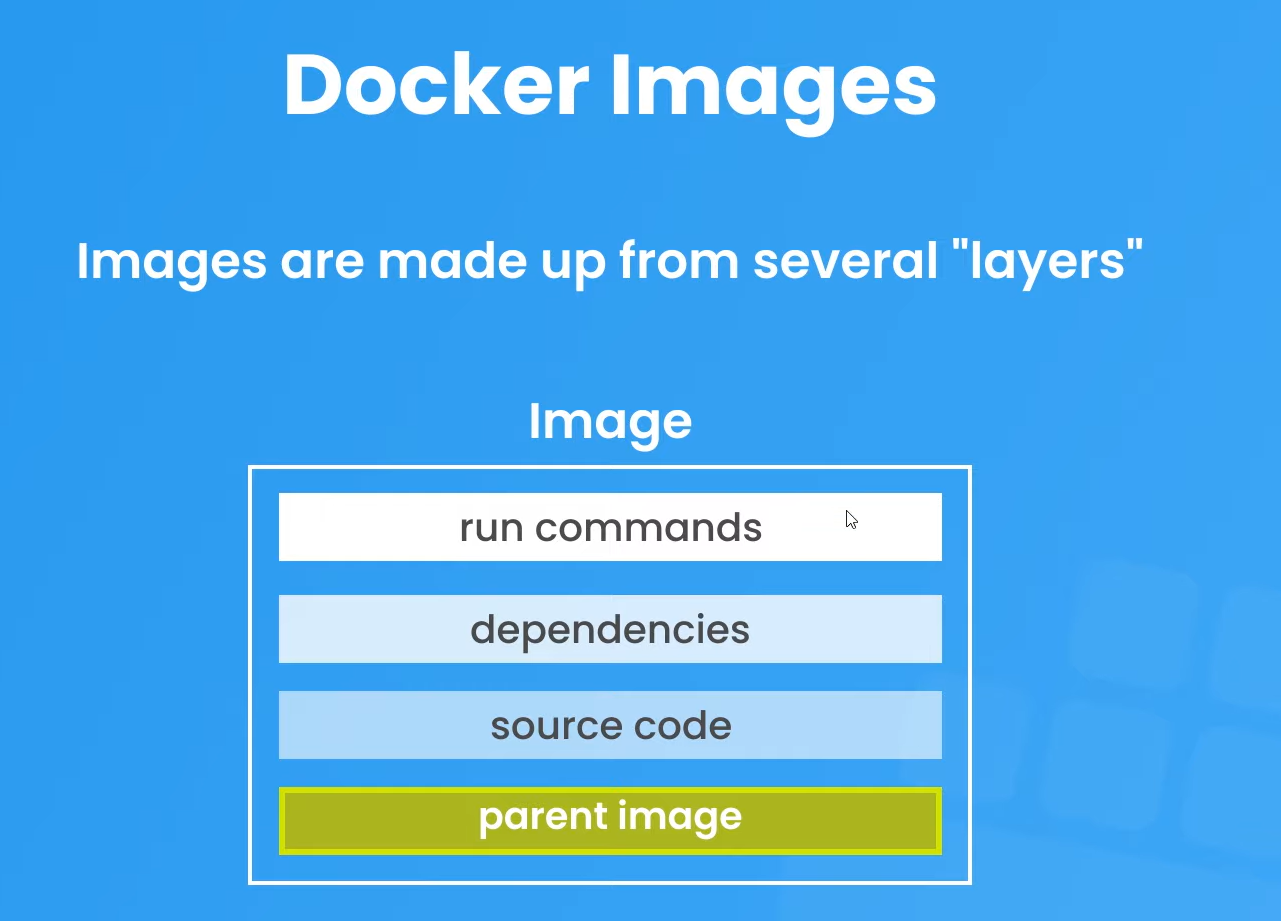 Docker Images
Images are made up from several "layers"
Image
run commands
dependencies
source code
parent image